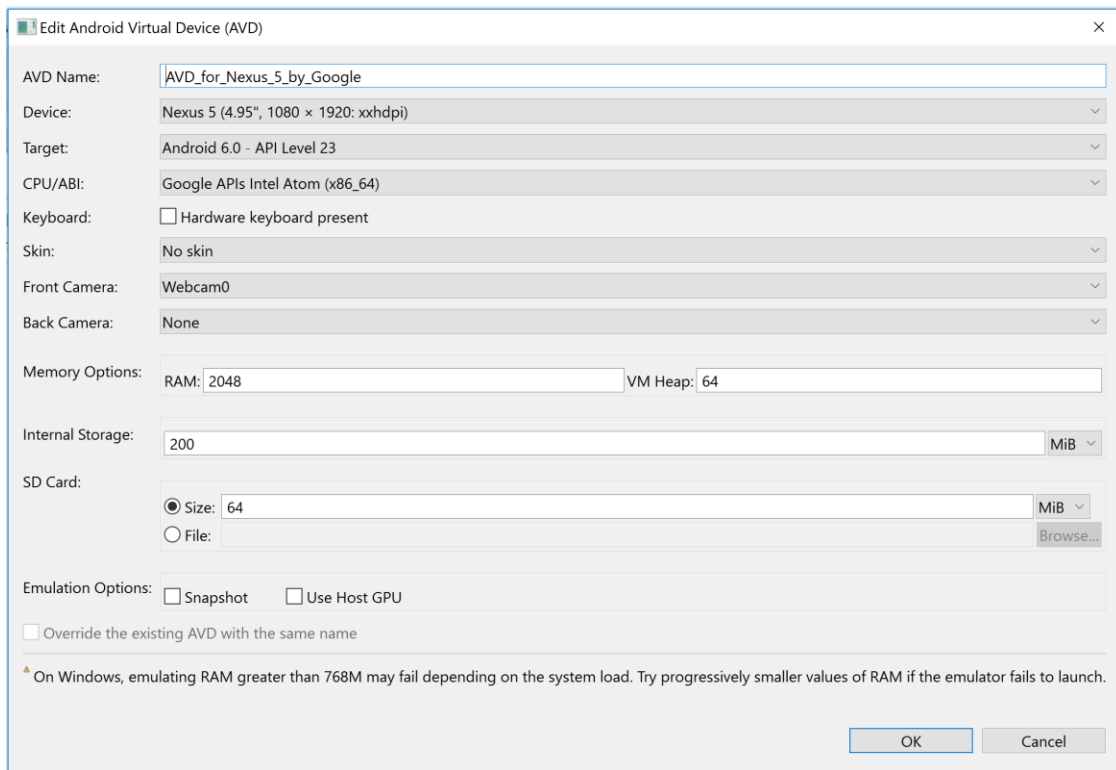 Edit Android Virtual Device (AVD)
AVD Name: AVD_for_Nexus_5_by_Google
Device: Nexus 5 (4.95", 1080 × 1920: xxhdpi)
Target: Android 6.0 - API Level 23
CPU/ABI: Google APIs Intel Atom (x86_64)
Keyboard: Hardware keyboard present
Skin: No skin
Front Camera: Webcam0
Back Camera: None
Memory Options: RAM: 2048 VM Heap: 64
Internal Storage: 200 MiB
SD Card:
Size: 64 MiB
File: Browse...
Emulation Options: Snapshot Use Host GPU
Override the existing AVD with the same name
On Windows, emulating RAM greater than 768M may fail depending on the system load. Try progressively smaller values of RAM if the emulator fails to launch.
OK Cancel